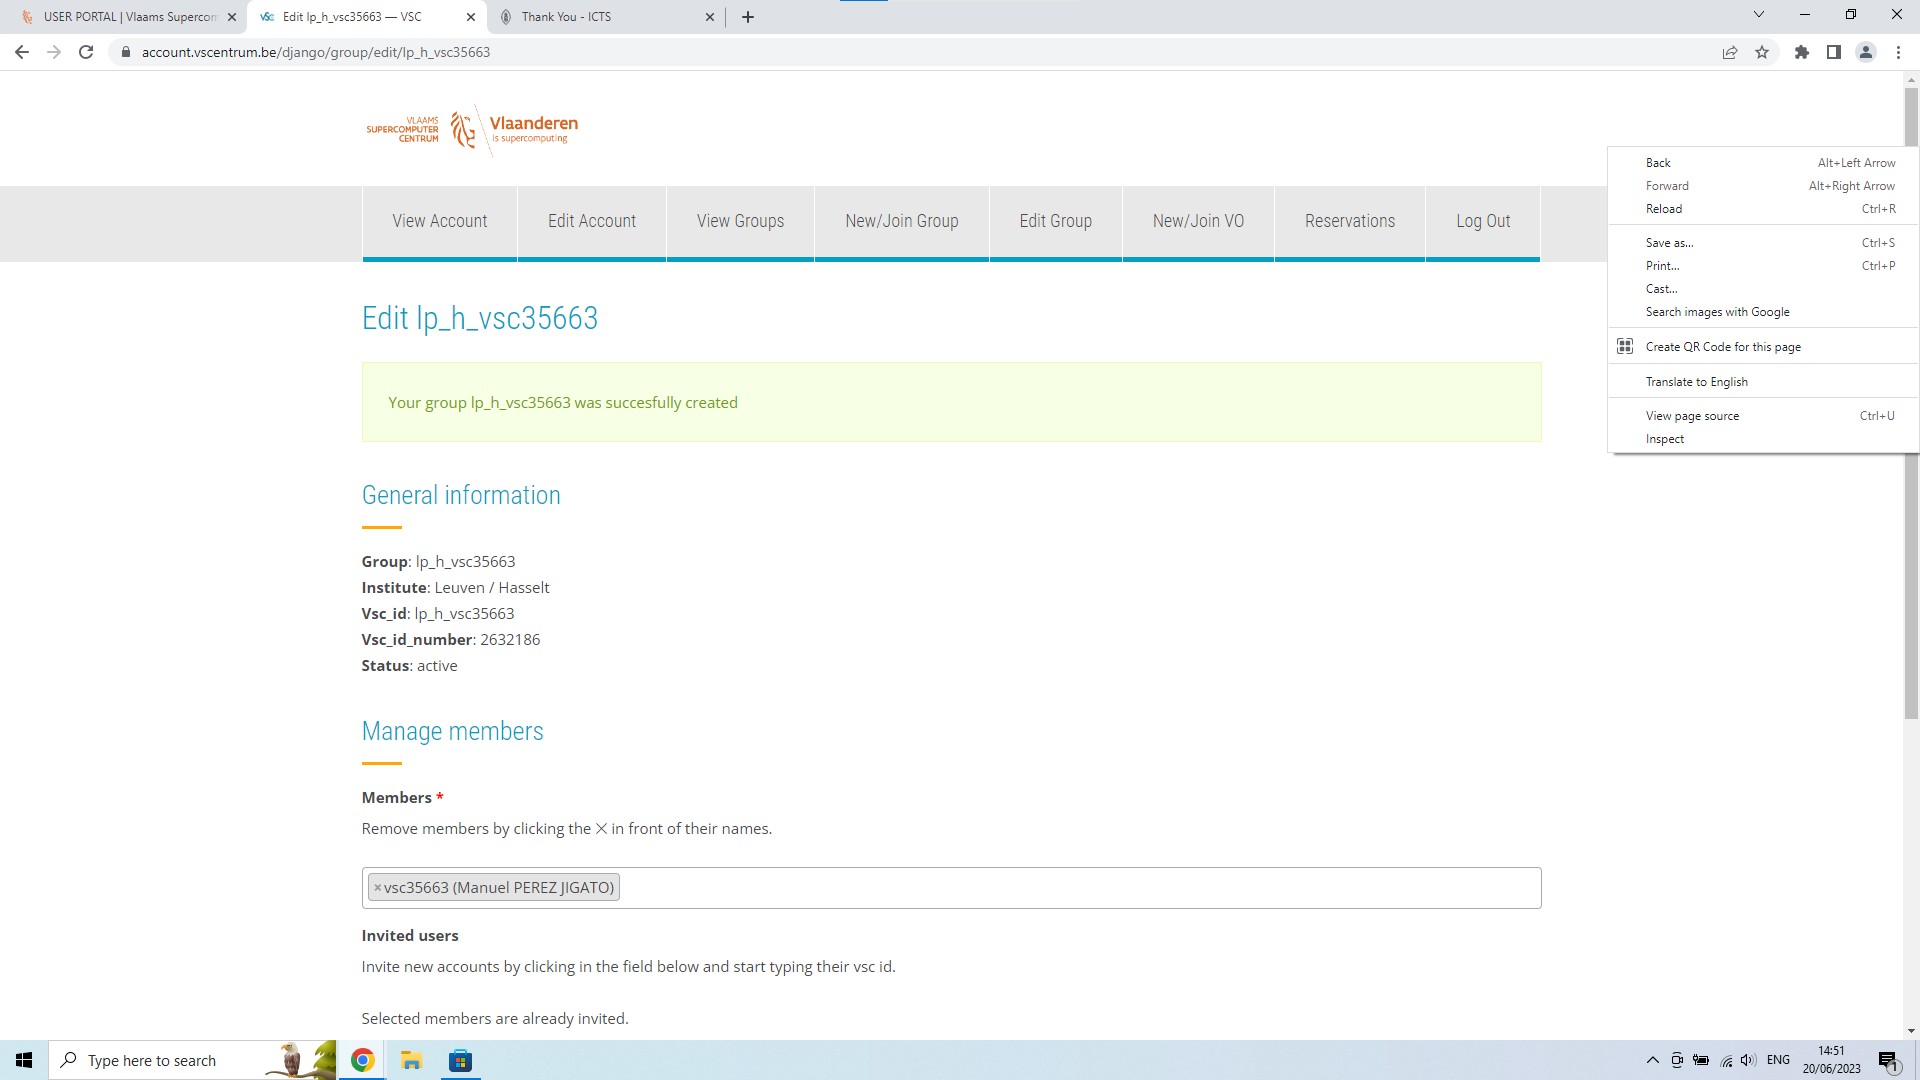 USER PORTAL | Vlaams Supercom
Edit lp_h_vsc35663 — VSC
Thank You - ICTS
account.vscentrum.be/django/group/edit/lp_h_vsc35663
VLAAMS
SUPERCOMPUTER
CENTRUM
Vlaanderen
is supercomputing
View Account
Edit Account
View Groups
New/Join Group
Edit Group
New/Join VO
Reservations
Log Out
Back Alt+Left Arrow
Forward Alt+Right Arrow
Reload Ctrl+R
Save as... Ctrl+S
Print... Ctrl+P
Cast...
Search images with Google
Create QR Code for this page
Translate to English
View page source Ctrl+U
Inspect
Edit lp_h_vsc35663
Your group lp_h_vsc35663 was succesfully created
General information
Group: lp_h_vsc35663
Institute: Leuven / Hasselt
Vsc_id: lp_h_vsc35663
Vsc_id_number: 2632186
Status: active
Manage members
Members *
Remove members by clicking the × in front of their names.
×vsc35663 (Manuel PEREZ JIGATO)
Invited users
Invite new accounts by clicking in the field below and start typing their vsc id.
Selected members are already invited.
Type here to search
ENG
14:51
20/06/2023
1